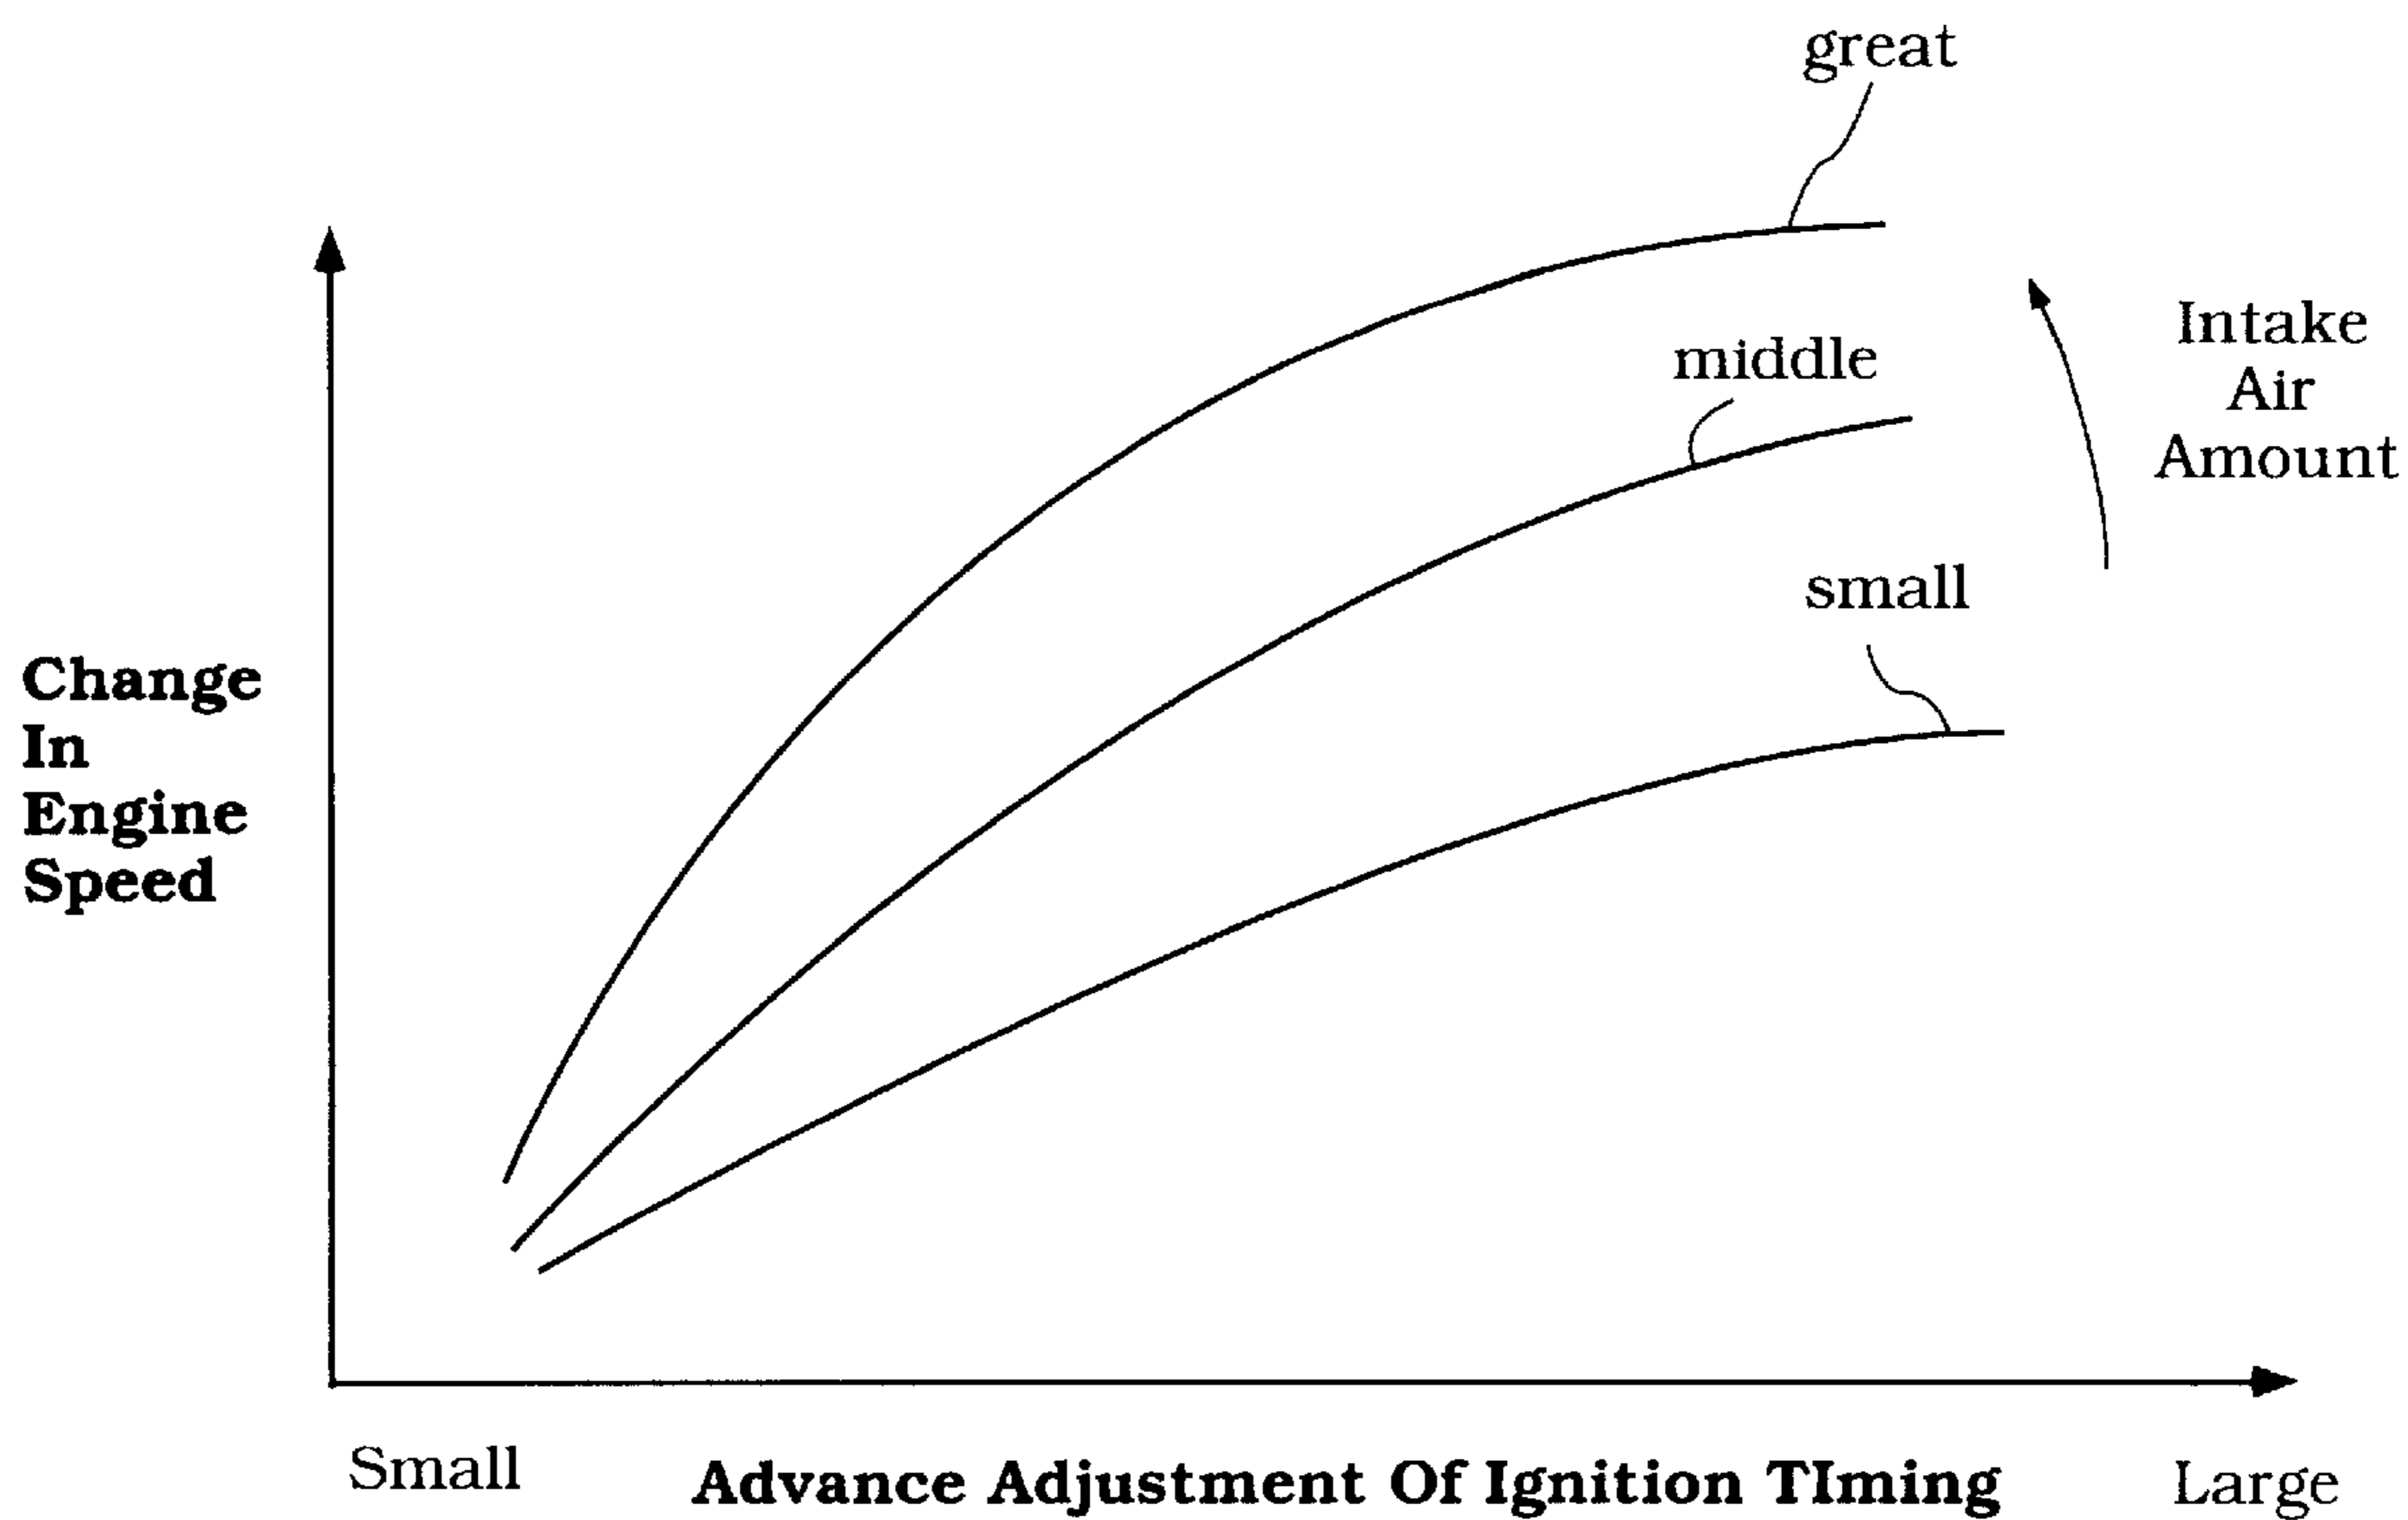 great
Intake
Air
Amount
middle
small
Change
In
Engine
Speed
Small
Advance Adjustment Of Ignition TIming
Large